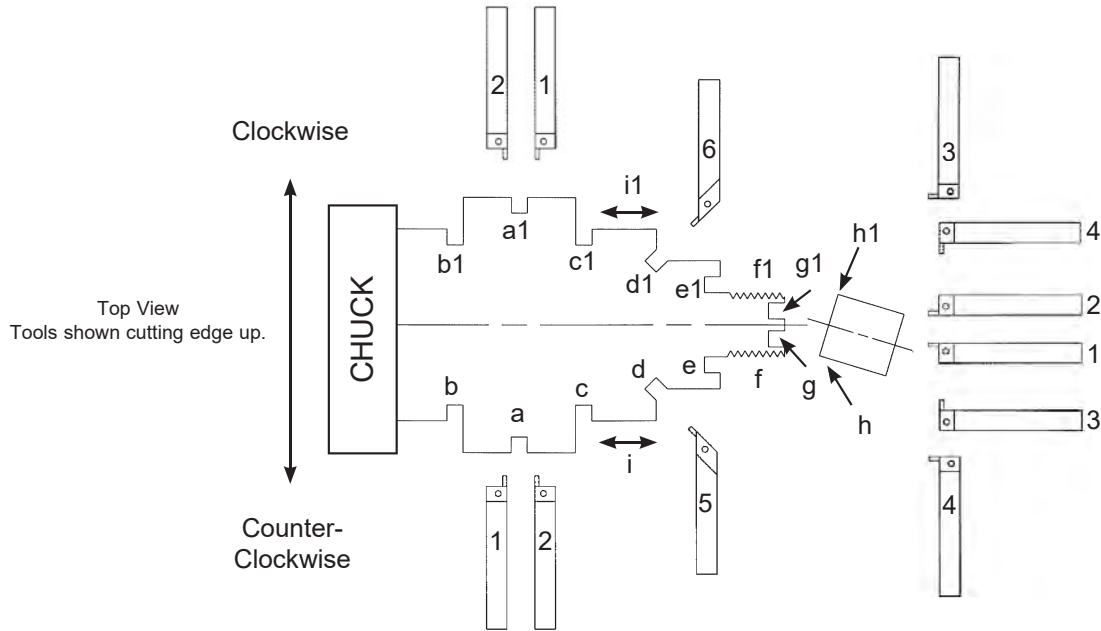 2
1
Clockwise
6
3
i1
4
a1
h1
b1
c1
g1
d1
f1
e1
2
Top View
Tools shown cutting edge up.
CHUCK
1
b
a
c
d
e
f
g
h
3
i
1
2
5
4
Counter-
Clockwise